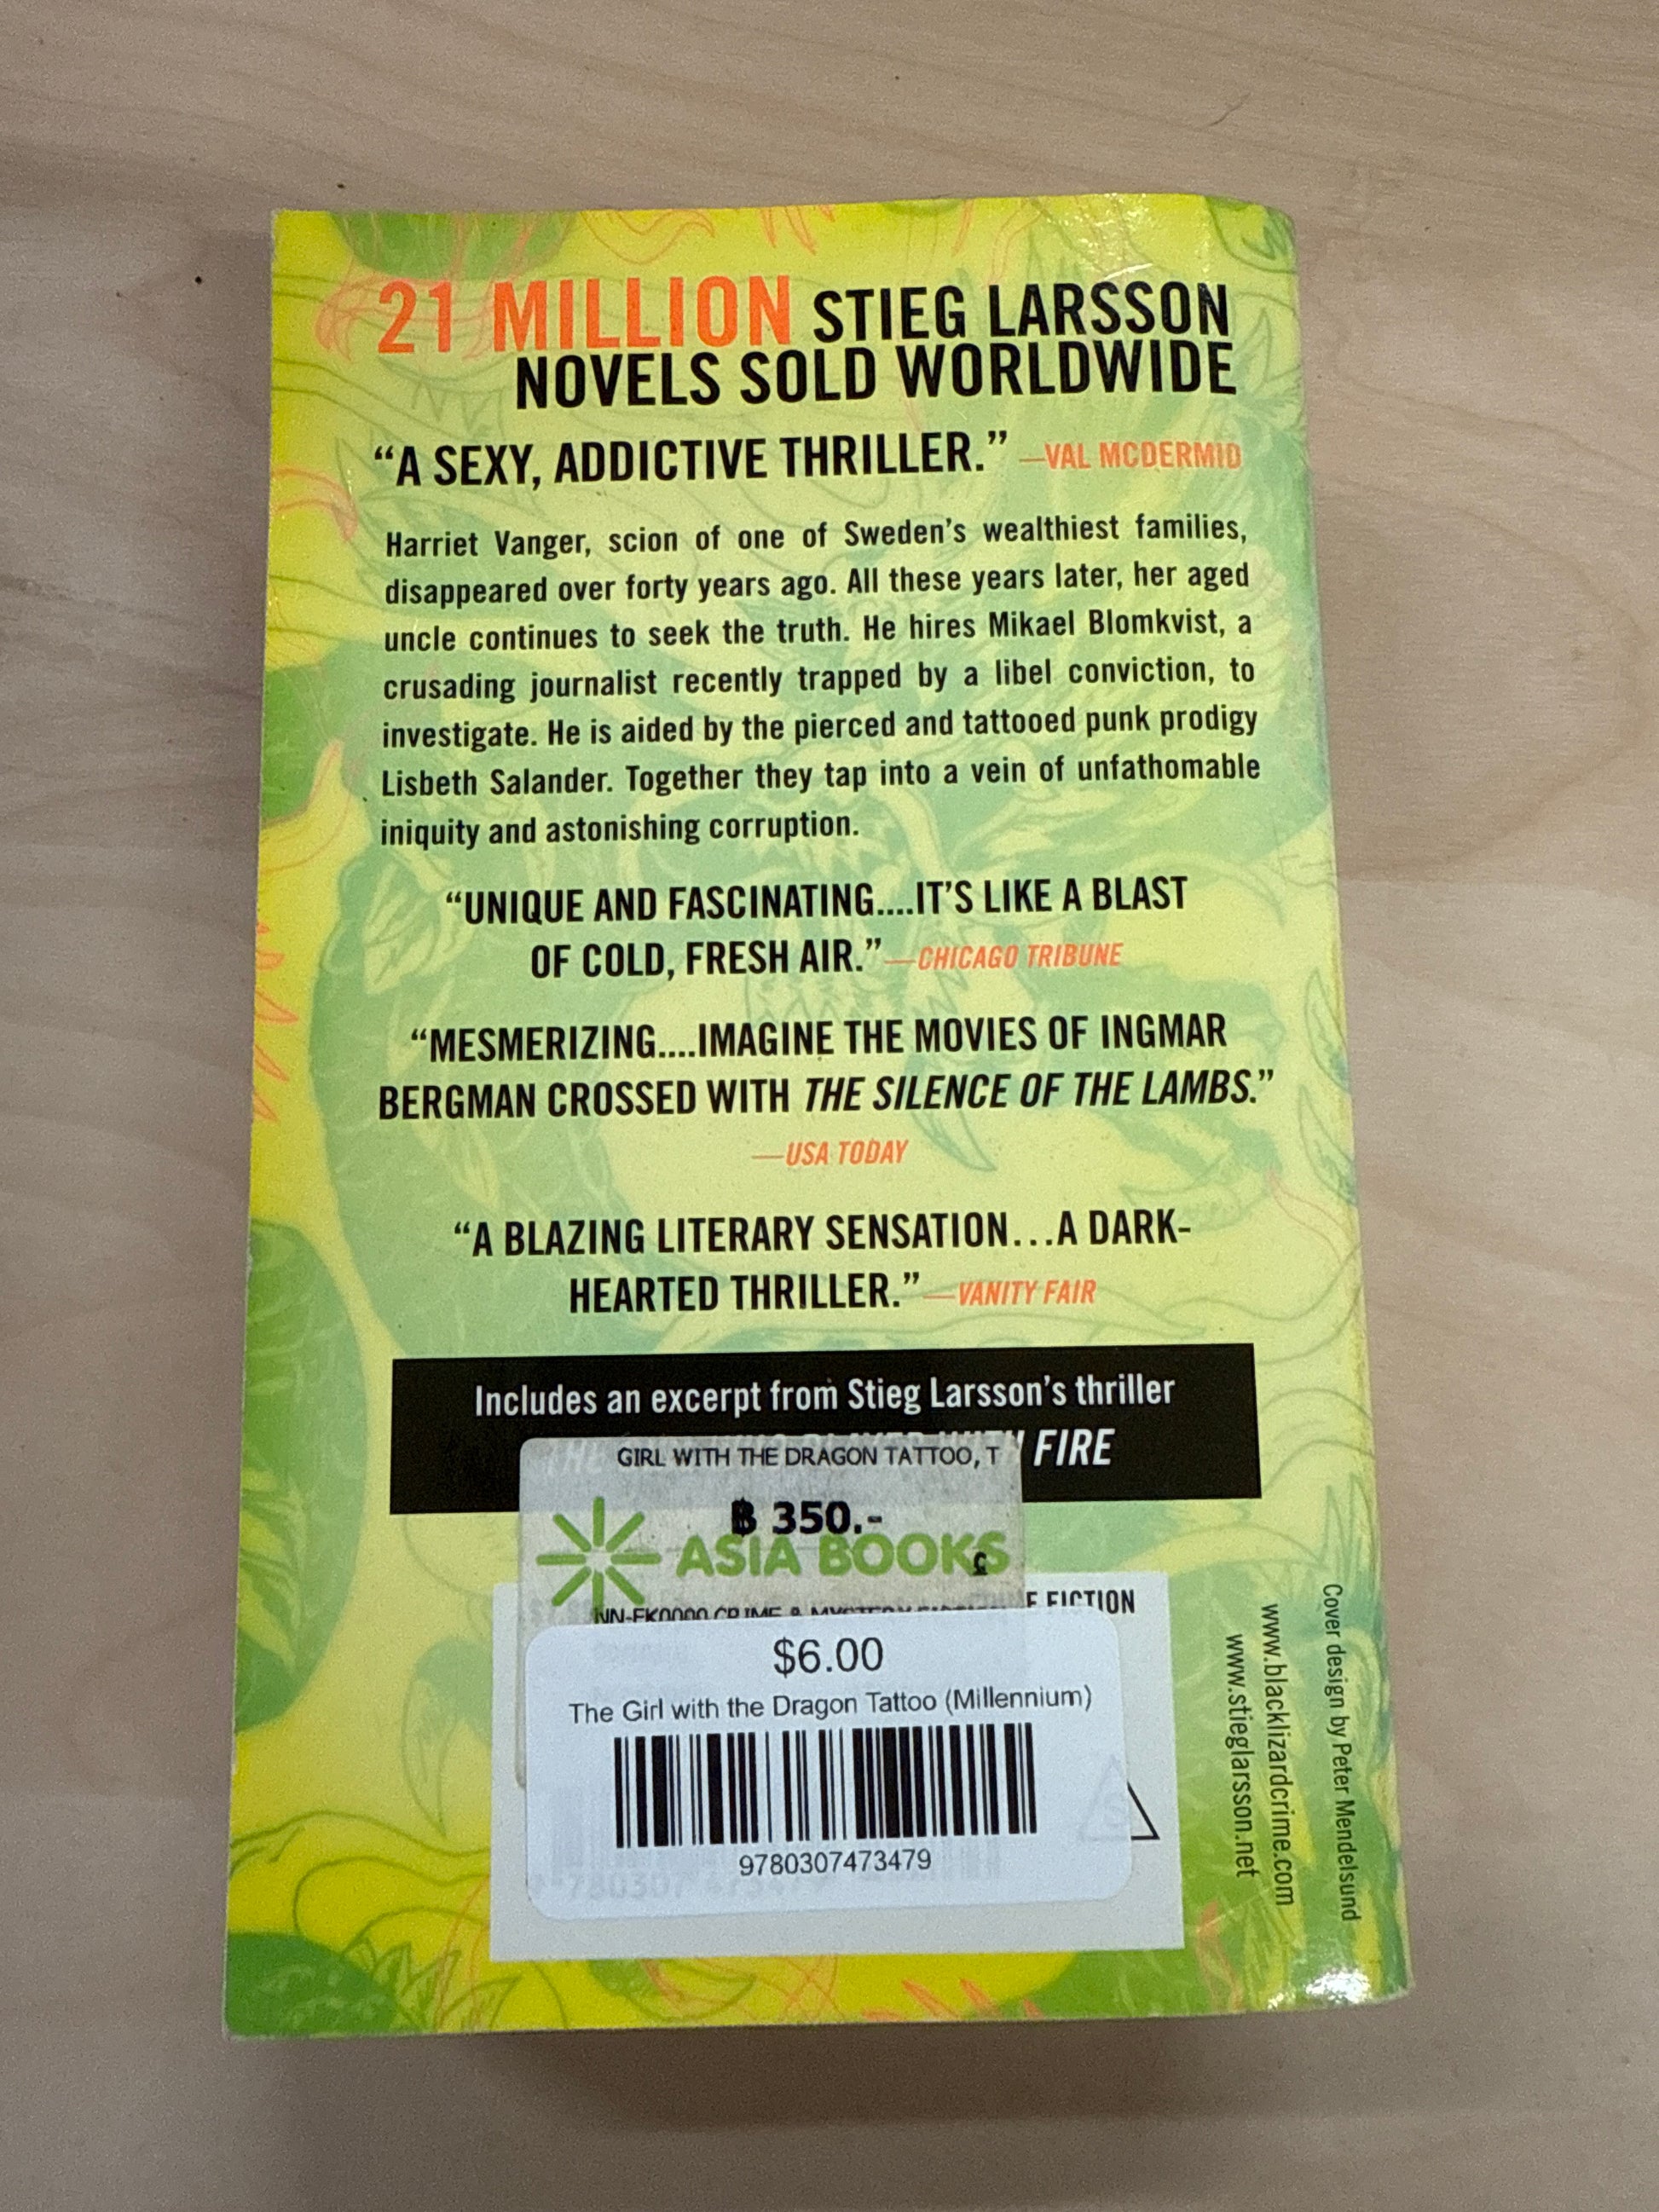 21 MILLION STIEG LARSSON
NOVELS SOLD WORLDWIDE
“A SEXY, ADDICTIVE THRILLER.” —VAL MCDERMID
Harriet Vanger, scion of one of Sweden’s wealthiest families,
disappeared over forty years ago. All these years later, her aged
uncle continues to seek the truth. He hires Mikael Blomkvist, a
crusading journalist recently trapped by a libel conviction, to
investigate. He is aided by the pierced and tattooed punk prodigy
Lisbeth Salander. Together they tap into a vein of unfathomable
iniquity and astonishing corruption.
“UNIQUE AND FASCINATING....IT’S LIKE A BLAST
OF COLD, FRESH AIR.” —CHICAGO TRIBUNE
“MESMERIZING....IMAGINE THE MOVIES OF INGMAR
BERGMAN CROSSED WITH THE SILENCE OF THE LAMBS.”
—USA TODAY
“A BLAZING LITERARY SENSATION...A DARK-
HEARTED THRILLER.” —VANITY FAIR
Includes an excerpt from Stieg Larsson’s thriller
FIRE
GIRL WITH THE DRAGON TATTOO, T
฿ 350.-
ASIA BOOKS
FICTION
$6.00
The Girl with the Dragon Tattoo (Millennium)
9780307473479
www.stieglarsson.net
www.blacklizardcrime.com
Cover design by Peter Mendelsund